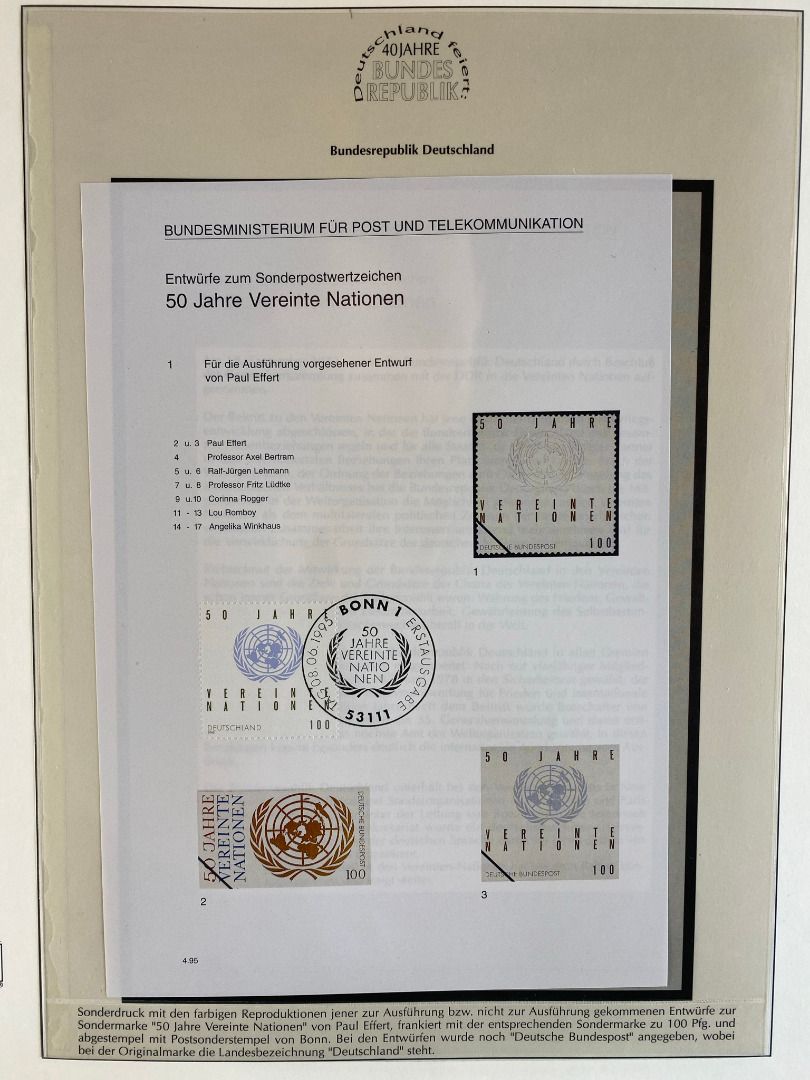 Deutschland feiert:
40 JAHRE
BUNDES
REPUBLIK
Bundesrepublik Deutschland
BUNDESMINISTERIUM FÜR POST UND TELEKOMMUNIKATION
Entwürfe zum Sonderpostwertzeichen
50 Jahre Vereinte Nationen
1 Für die Ausführung vorgesehener Entwurf
von Paul Effert
2 u. 3 Paul Effert
4 Professor Axel Bertram
5 u. 6 Ralf-Jürgen Lehmann
7 u. 8 Professor Fritz Lüdtke
9 u.10 Corinna Rogger
11 - 13 Lou Romboy
14 - 17 Angelika Winkhaus
50 JAHRE
VEREINTE
NATIONEN
DEUTSCHE BUNDESPOST 100
1
50 JAHRE
VEREINTE
NATIONEN
DEUTSCHLAND 100
BONN 1
ERSTAUSGABETAG 08.06.1995
50
JAHRE
VEREINTE
NATIO
NEN
53111
50 JAHRE
VEREINTE
NATIONEN
DEUTSCHE BUNDESPOST
100
2
50 JAHRE
VEREINTE
NATIONEN
DEUTSCHE BUNDESPOST 100
3
4.95
Sonderdruck mit den farbigen Reproduktionen jener zur Ausführung bzw. nicht zur Ausführung gekommenen Entwürfe zur
Sondermarke "50 Jahre Vereinte Nationen" von Paul Effert, frankiert mit der entsprechenden Sondermarke zu 100 Pfg. und
abgestempelt mit Postsonderstempel von Bonn. Bei den Entwürfen wurde noch "Deutsche Bundespost" angegeben, wobei
bei der Originalmarke die Landesbezeichnung "Deutschland" steht.